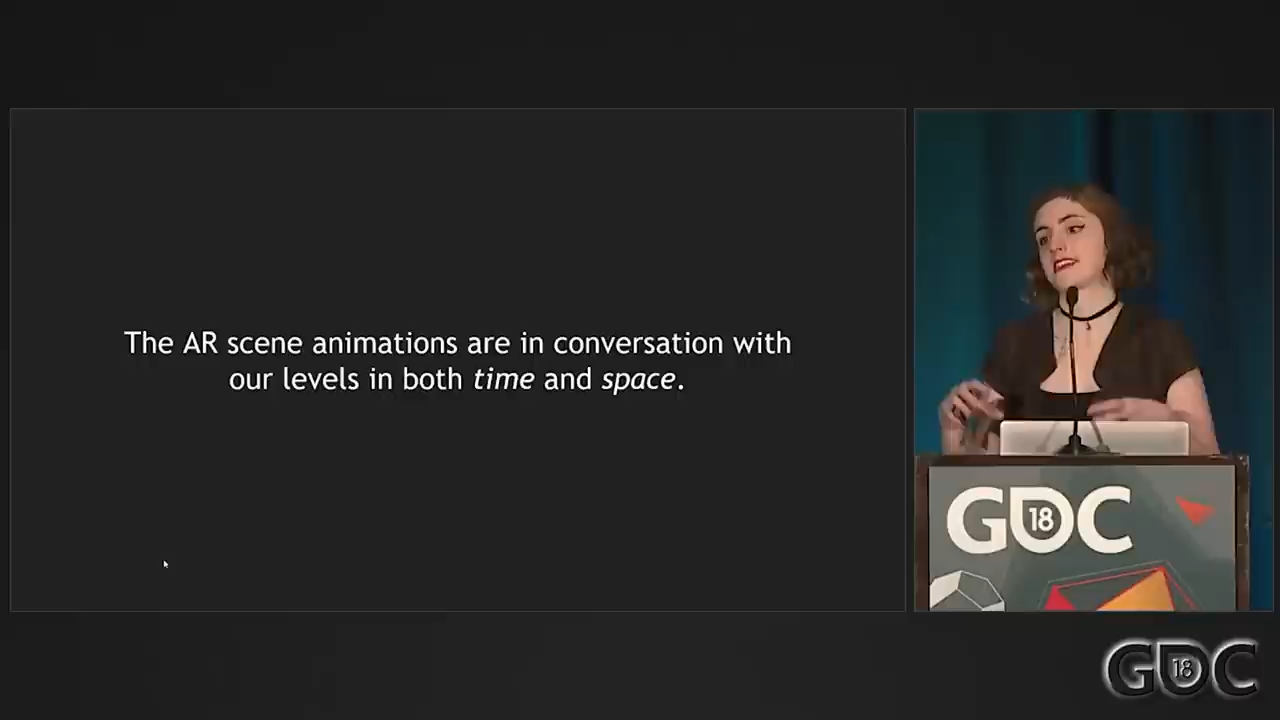 The AR scene animations are in conversation with
our levels in both time and space.
GDC
18
GDC
18